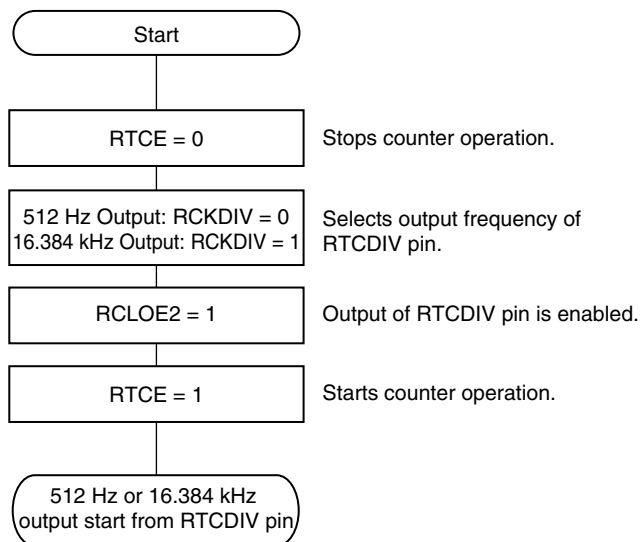 Start
RTCE = 0
Stops counter operation.
512 Hz Output: RCKDIV = 0
16.384 kHz Output: RCKDIV = 1
Selects output frequency of
RTCDIV pin.
RCLOE2 = 1
Output of RTCDIV pin is enabled.
RTCE = 1
Starts counter operation.
512 Hz or 16.384 kHz
output start from RTCDIV pin